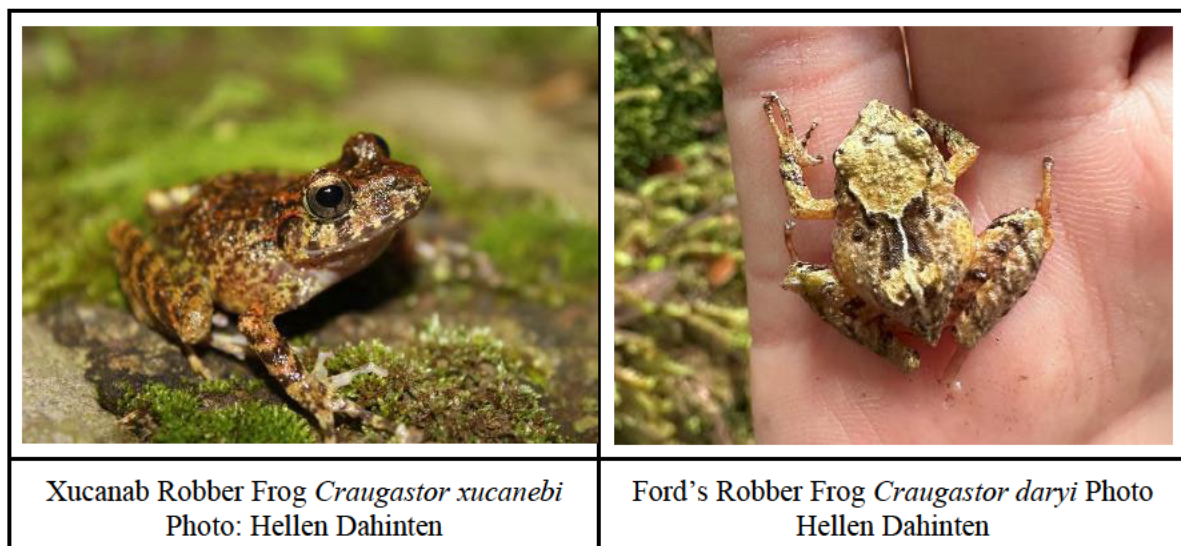 Xucanab Robber Frog Craugastor xucanebi
Photo: Hellen Dahinten
Ford's Robber Frog Craugastor daryi Photo
Hellen Dahinten